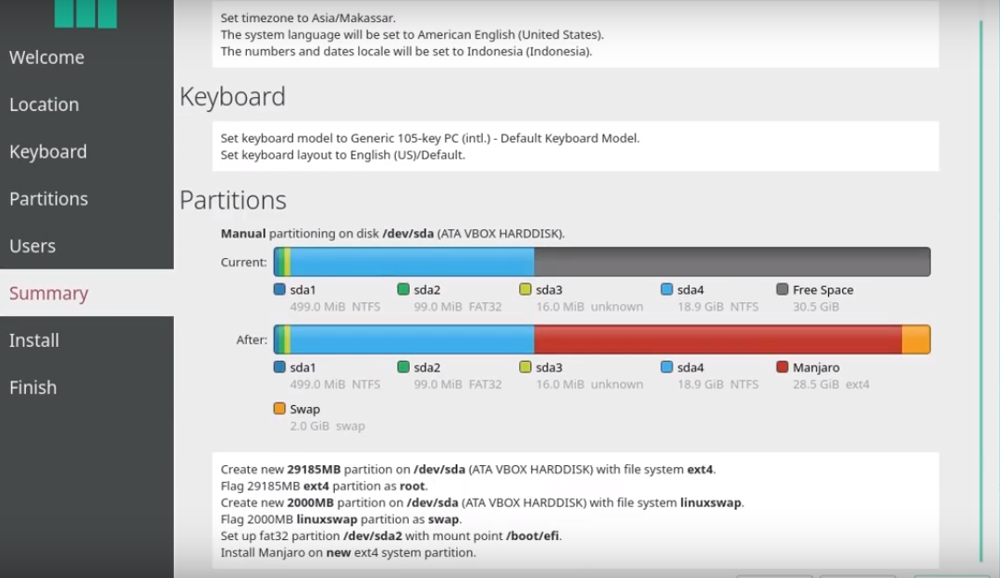 Set timezone to Asia/Makassar.
The system language will be set to American English (United States).
The numbers and dates locale will be set to Indonesia (Indonesia).
Welcome
Location
Keyboard
Partitions
Users
Summary
Install
Finish
Keyboard
Set keyboard model to Generic 105-key PC (intl.) - Default Keyboard Model.
Set keyboard layout to English (US)/Default.
Partitions
Manual partitioning on disk /dev/sda (ATA VBOX HARDDISK).
Current:
sda1 sda2 sda3 sda4 Free Space
499.0 MiB NTFS 99.0 MiB FAT32 16.0 MiB unknown 18.9 GiB NTFS 30.5 GiB
After:
sda1 sda2 sda3 sda4 Manjaro
499.0 MiB NTFS 99.0 MiB FAT32 16.0 MiB unknown 18.9 GiB NTFS 28.5 GiB ext4
Swap
2.0 GiB swap
Create new 29185MB partition on /dev/sda (ATA VBOX HARDDISK) with file system ext4.
Flag 29185MB ext4 partition as root.
Create new 2000MB partition on /dev/sda (ATA VBOX HARDDISK) with file system linuxswap.
Flag 2000MB linuxswap partition as swap.
Set up fat32 partition /dev/sda2 with mount point /boot/efi.
Install Manjaro on new ext4 system partition.